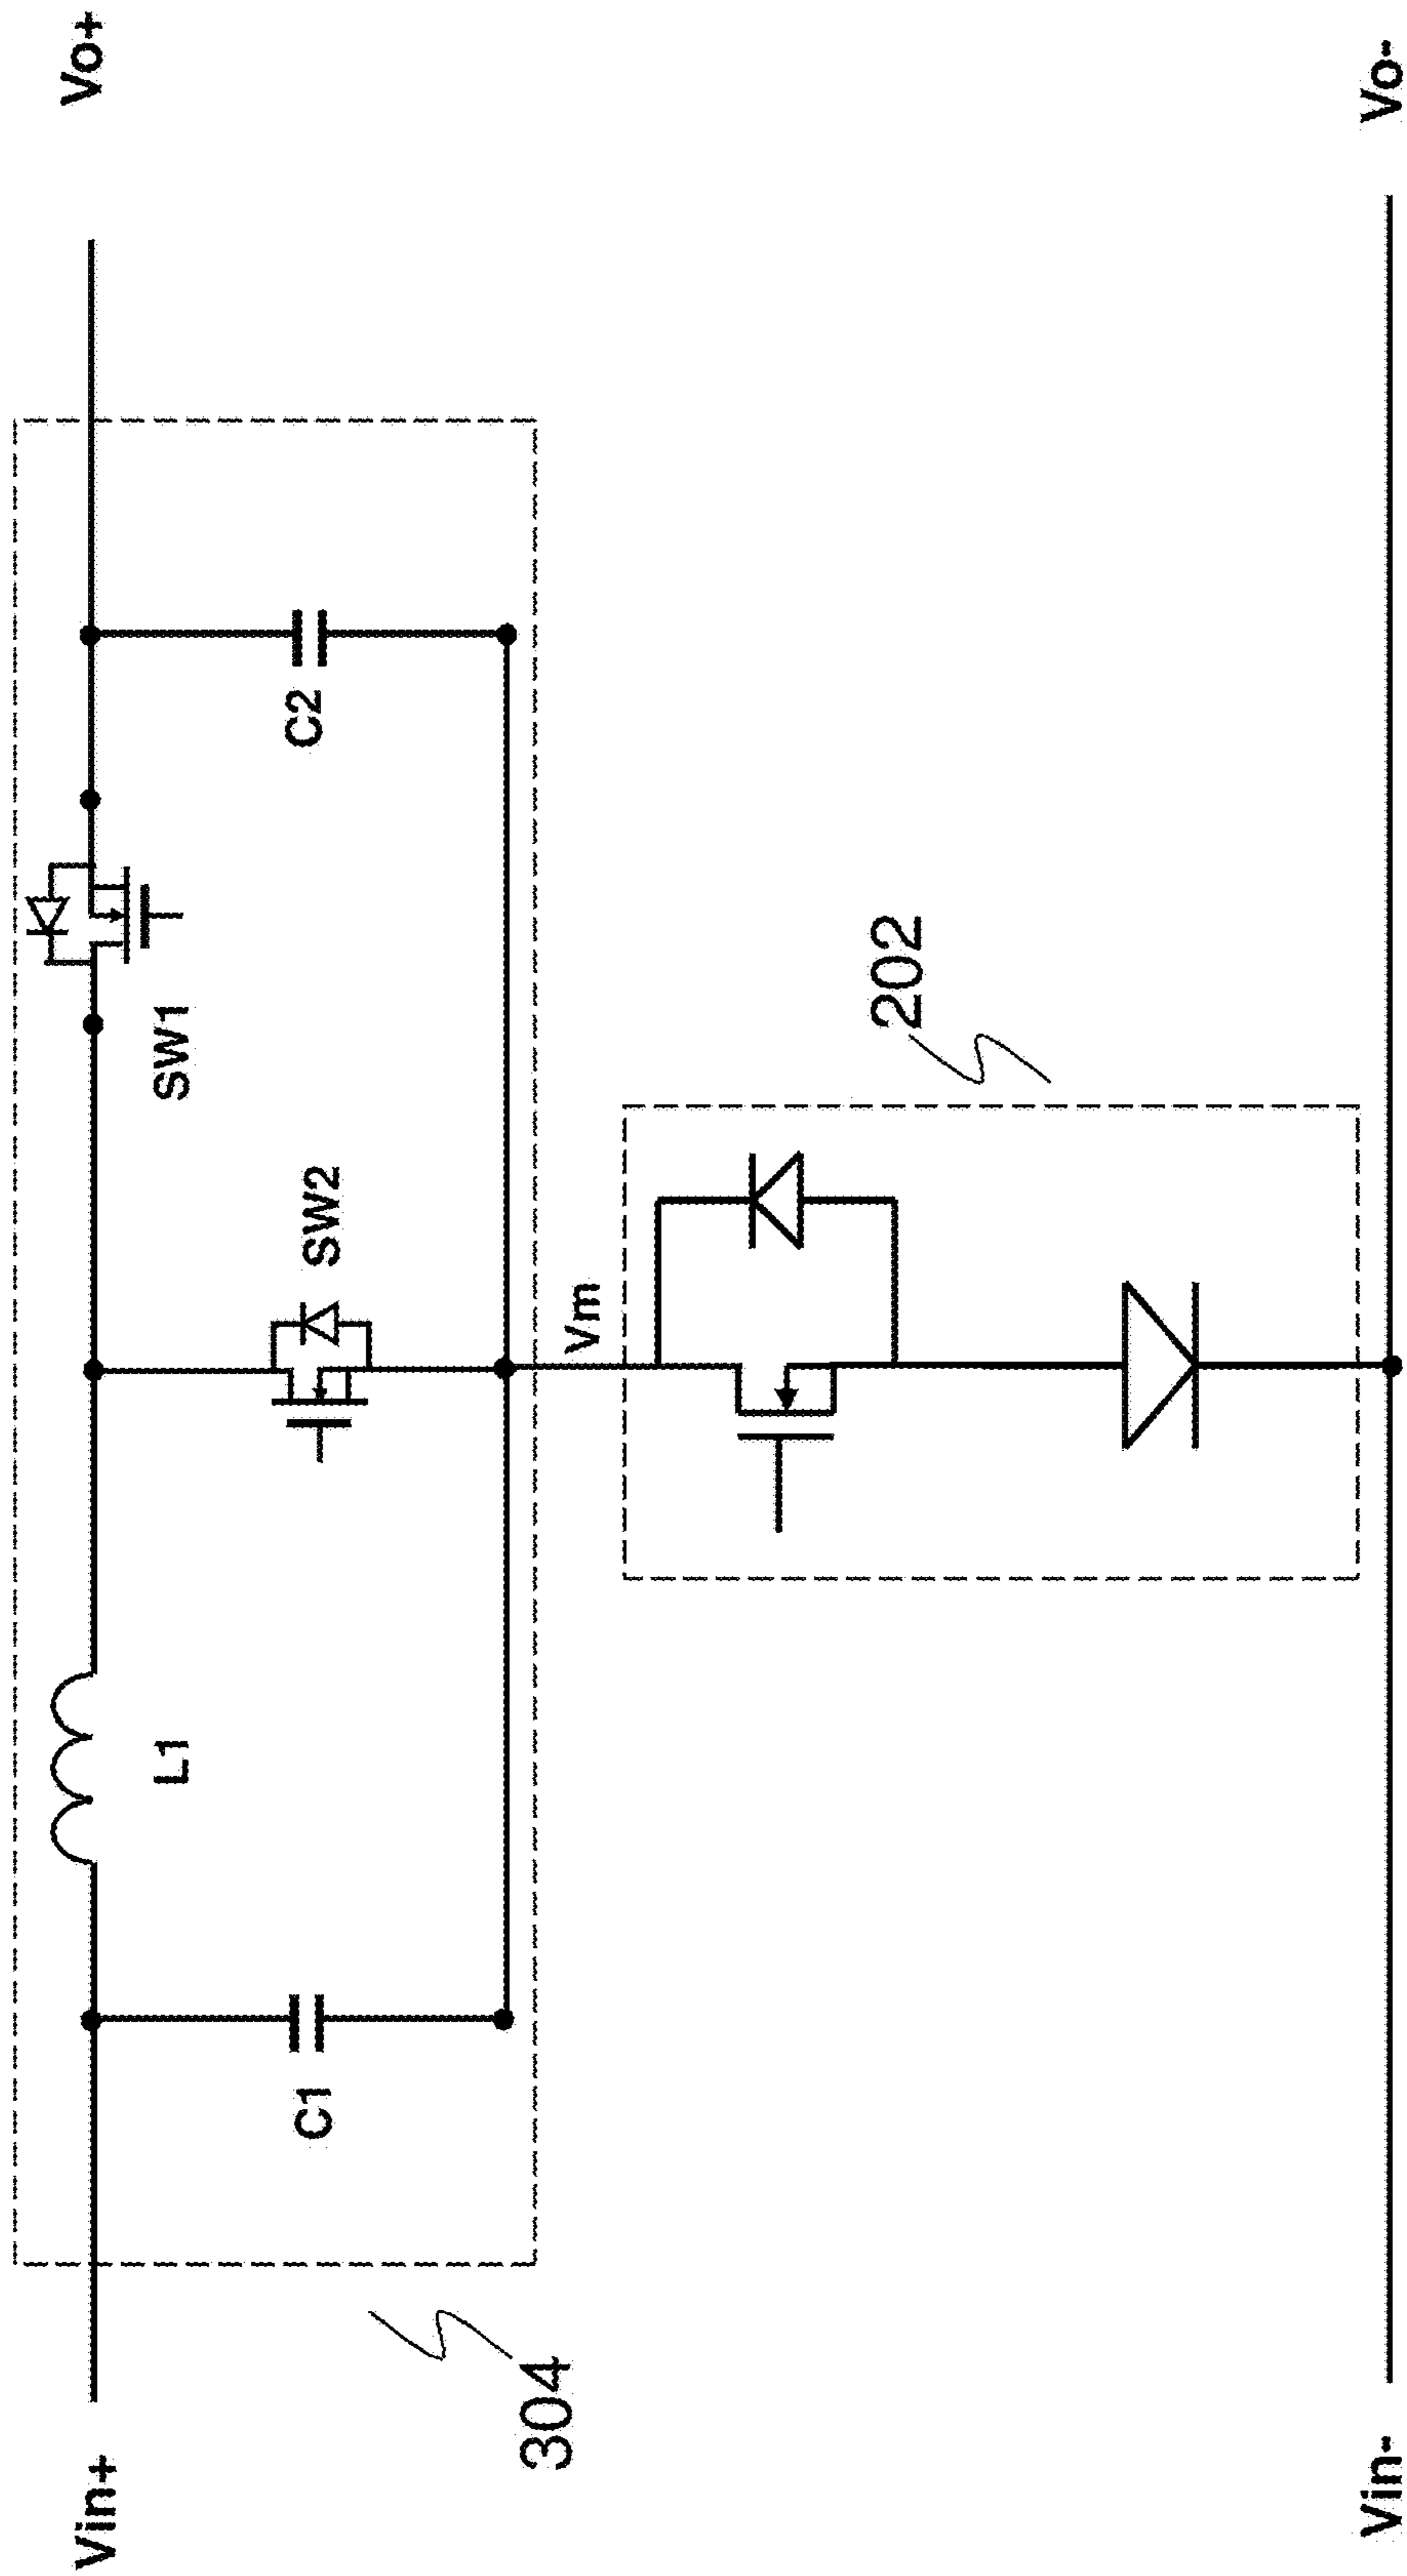 Vin+
Vo+
L1
SW1
C1
SW2
C2
304
Vm
202
Vin-
Vo-